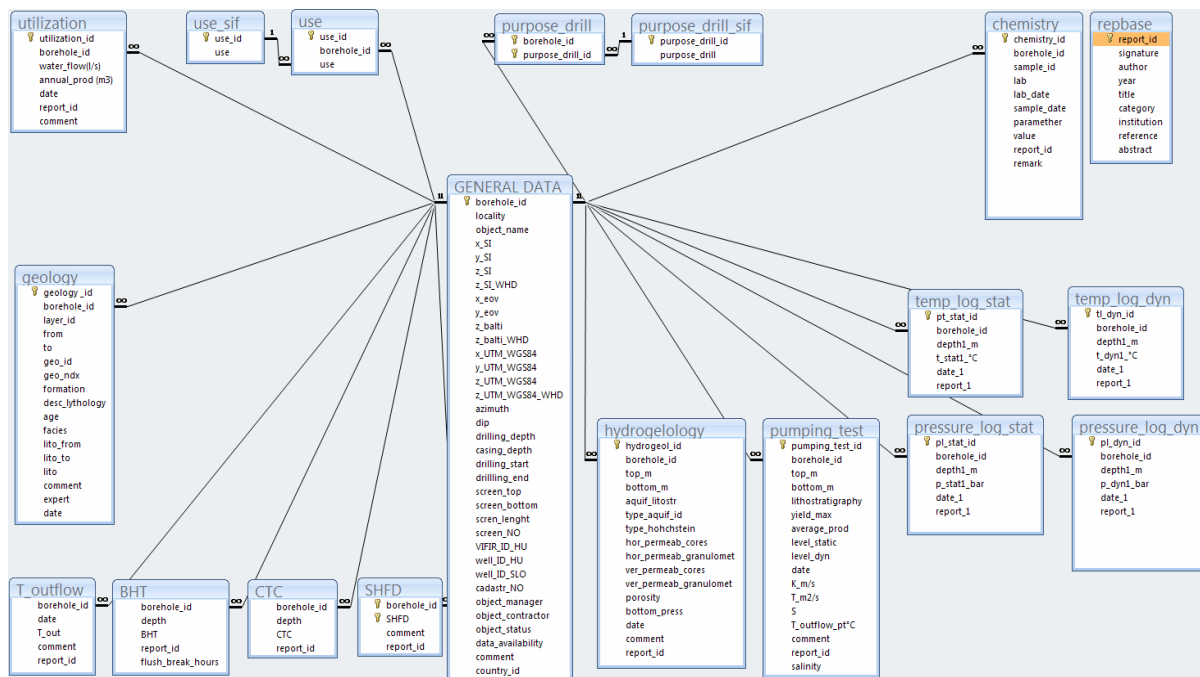 utilization
utilization_id
borehole_id
water_flow(l/s)
annual_prod (m3)
date
report_id
comment
use_sif
use_id
use
use
use_id
borehole_id
use
1
∞
∞
∞
purpose_drill
borehole_id
purpose_drill_id
purpose_drill_sif
purpose_drill_id
purpose_drill
∞
∞
1
chemistry
chemistry_id
borehole_id
sample_id
lab
lab_date
sample_date
paramether
value
report_id
remark
∞
repbase
report_id
signature
author
year
title
category
institution
reference
abstract
GENERAL DATA
borehole_id
locality
object_name
x_SI
y_SI
z_SI
z_SI_WHD
x_eov
y_eov
z_balti
z_balti_WHD
x_UTM_WGS84
y_UTM_WGS84
z_UTM_WGS84
z_UTM_WGS84_WHD
azimuth
dip
drilling_depth
casing_depth
drilling_start
drillling_end
screen_top
screen_bottom
scren_lenght
screen_NO
VIFIR_ID_HU
well_ID_HU
well_ID_SLO
cadastr_NO
object_manager
object_contractor
object_status
data_availability
comment
country_id
geology
geology _id
borehole_id
layer_id
from
to
geo_id
geo_ndx
formation
desc_lythology
age
facies
lito_from
lito_to
lito
comment
expert
date
∞
temp_log_stat
pt_stat_id
borehole_id
depth1_m
t_stat1_°C
date_1
report_1
∞
temp_log_dyn
tl_dyn_id
borehole_id
depth1_m
t_dyn1_°C
date_1
report_1
∞
hydrogelology
hydrogeol_id
borehole_id
top_m
bottom_m
aquif_litostr
type_aquif_id
type_hohchstein
hor_permeab_cores
hor_permeab_granulomet
ver_permeab_cores
ver_permeab_granulomet
porosity
bottom_press
date
comment
report_id
∞
pumping_test
pumping_test_id
borehole_id
top_m
bottom_m
lithostratigraphy
yield_max
average_prod
level_static
level_dyn
date
K_m/s
T_m2/s
S
T_outflow_pt°C
comment
report_id
salinity
∞
pressure_log_stat
pl_stat_id
borehole_id
depth1_m
p_stat1_bar
date_1
report_1
∞
pressure_log_dyn
pl_dyn_id
borehole_id
depth1_m
p_dyn1_bar
date_1
report_1
∞
T_outflow
borehole_id
date
T_out
comment
report_id
∞
BHT
borehole_id
depth
BHT
report_id
flush_break_hours
∞
CTC
borehole_id
depth
CTC
report_id
∞
SHFD
borehole_id
SHFD
comment
report_id